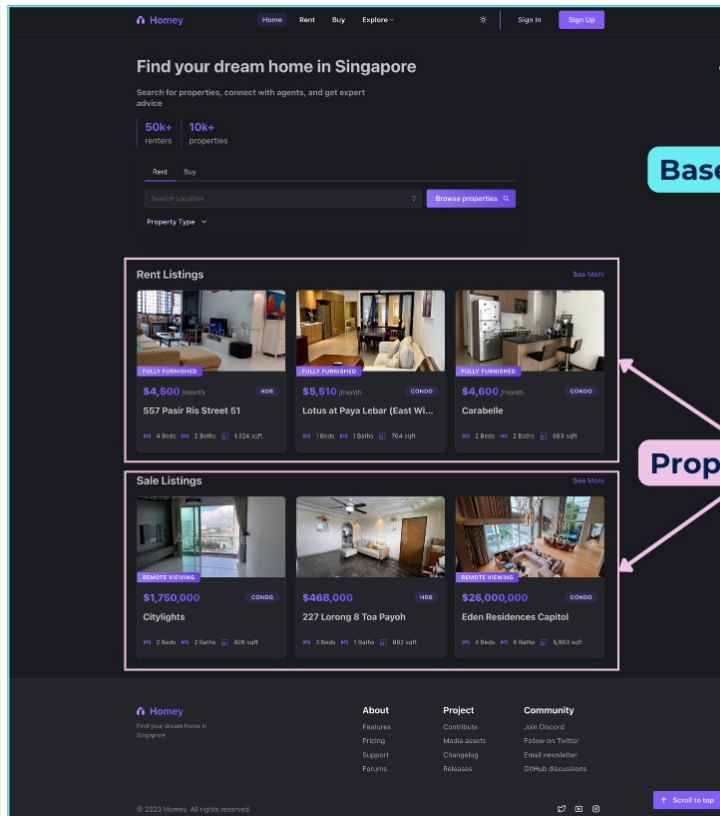 Homey
Home Rent Buy Explore Sign In Sign Up
Find your dream home in Singapore
Search for properties, connect with agents, and get expert
advice
50k+ 10k+
renters properties
Base
Rent Buy
Search Location Browse properties
Property Type
Rent Listings See More
FULLY FURNISHED FULLY FURNISHED FULLY FURNISHED
$4,500 /month HDB $5,510 /month CONDO $4,600 /month CONDO
557 Pasir Ris Street 51 Lotus at Paya Lebar (East Wi... Carabelle
4 Beds 2 Baths 1,324 sqft 1 Beds 1 Baths 764 sqft 2 Beds 2 Baths 883 sqft
Prop
Sale Listings See More
REMOTE VIEWING REMOTE VIEWING
$1,750,000 CONDO $468,000 HDB $26,000,000 CONDO
Citylights 227 Lorong 8 Toa Payoh Eden Residences Capitol
2 Beds 2 Baths 926 sqft 3 Beds 1 Baths 882 sqft 4 Beds 6 Baths 5,963 sqft
Homey About Project Community
Find your dream home in
Singapore
Features Contribute Join Discord
Pricing Media assets Follow on Twitter
Support Changelog Email newsletter
Forums Releases GitHub discussions
↑ Scroll to top
© 2023 Homey. All rights reserved.